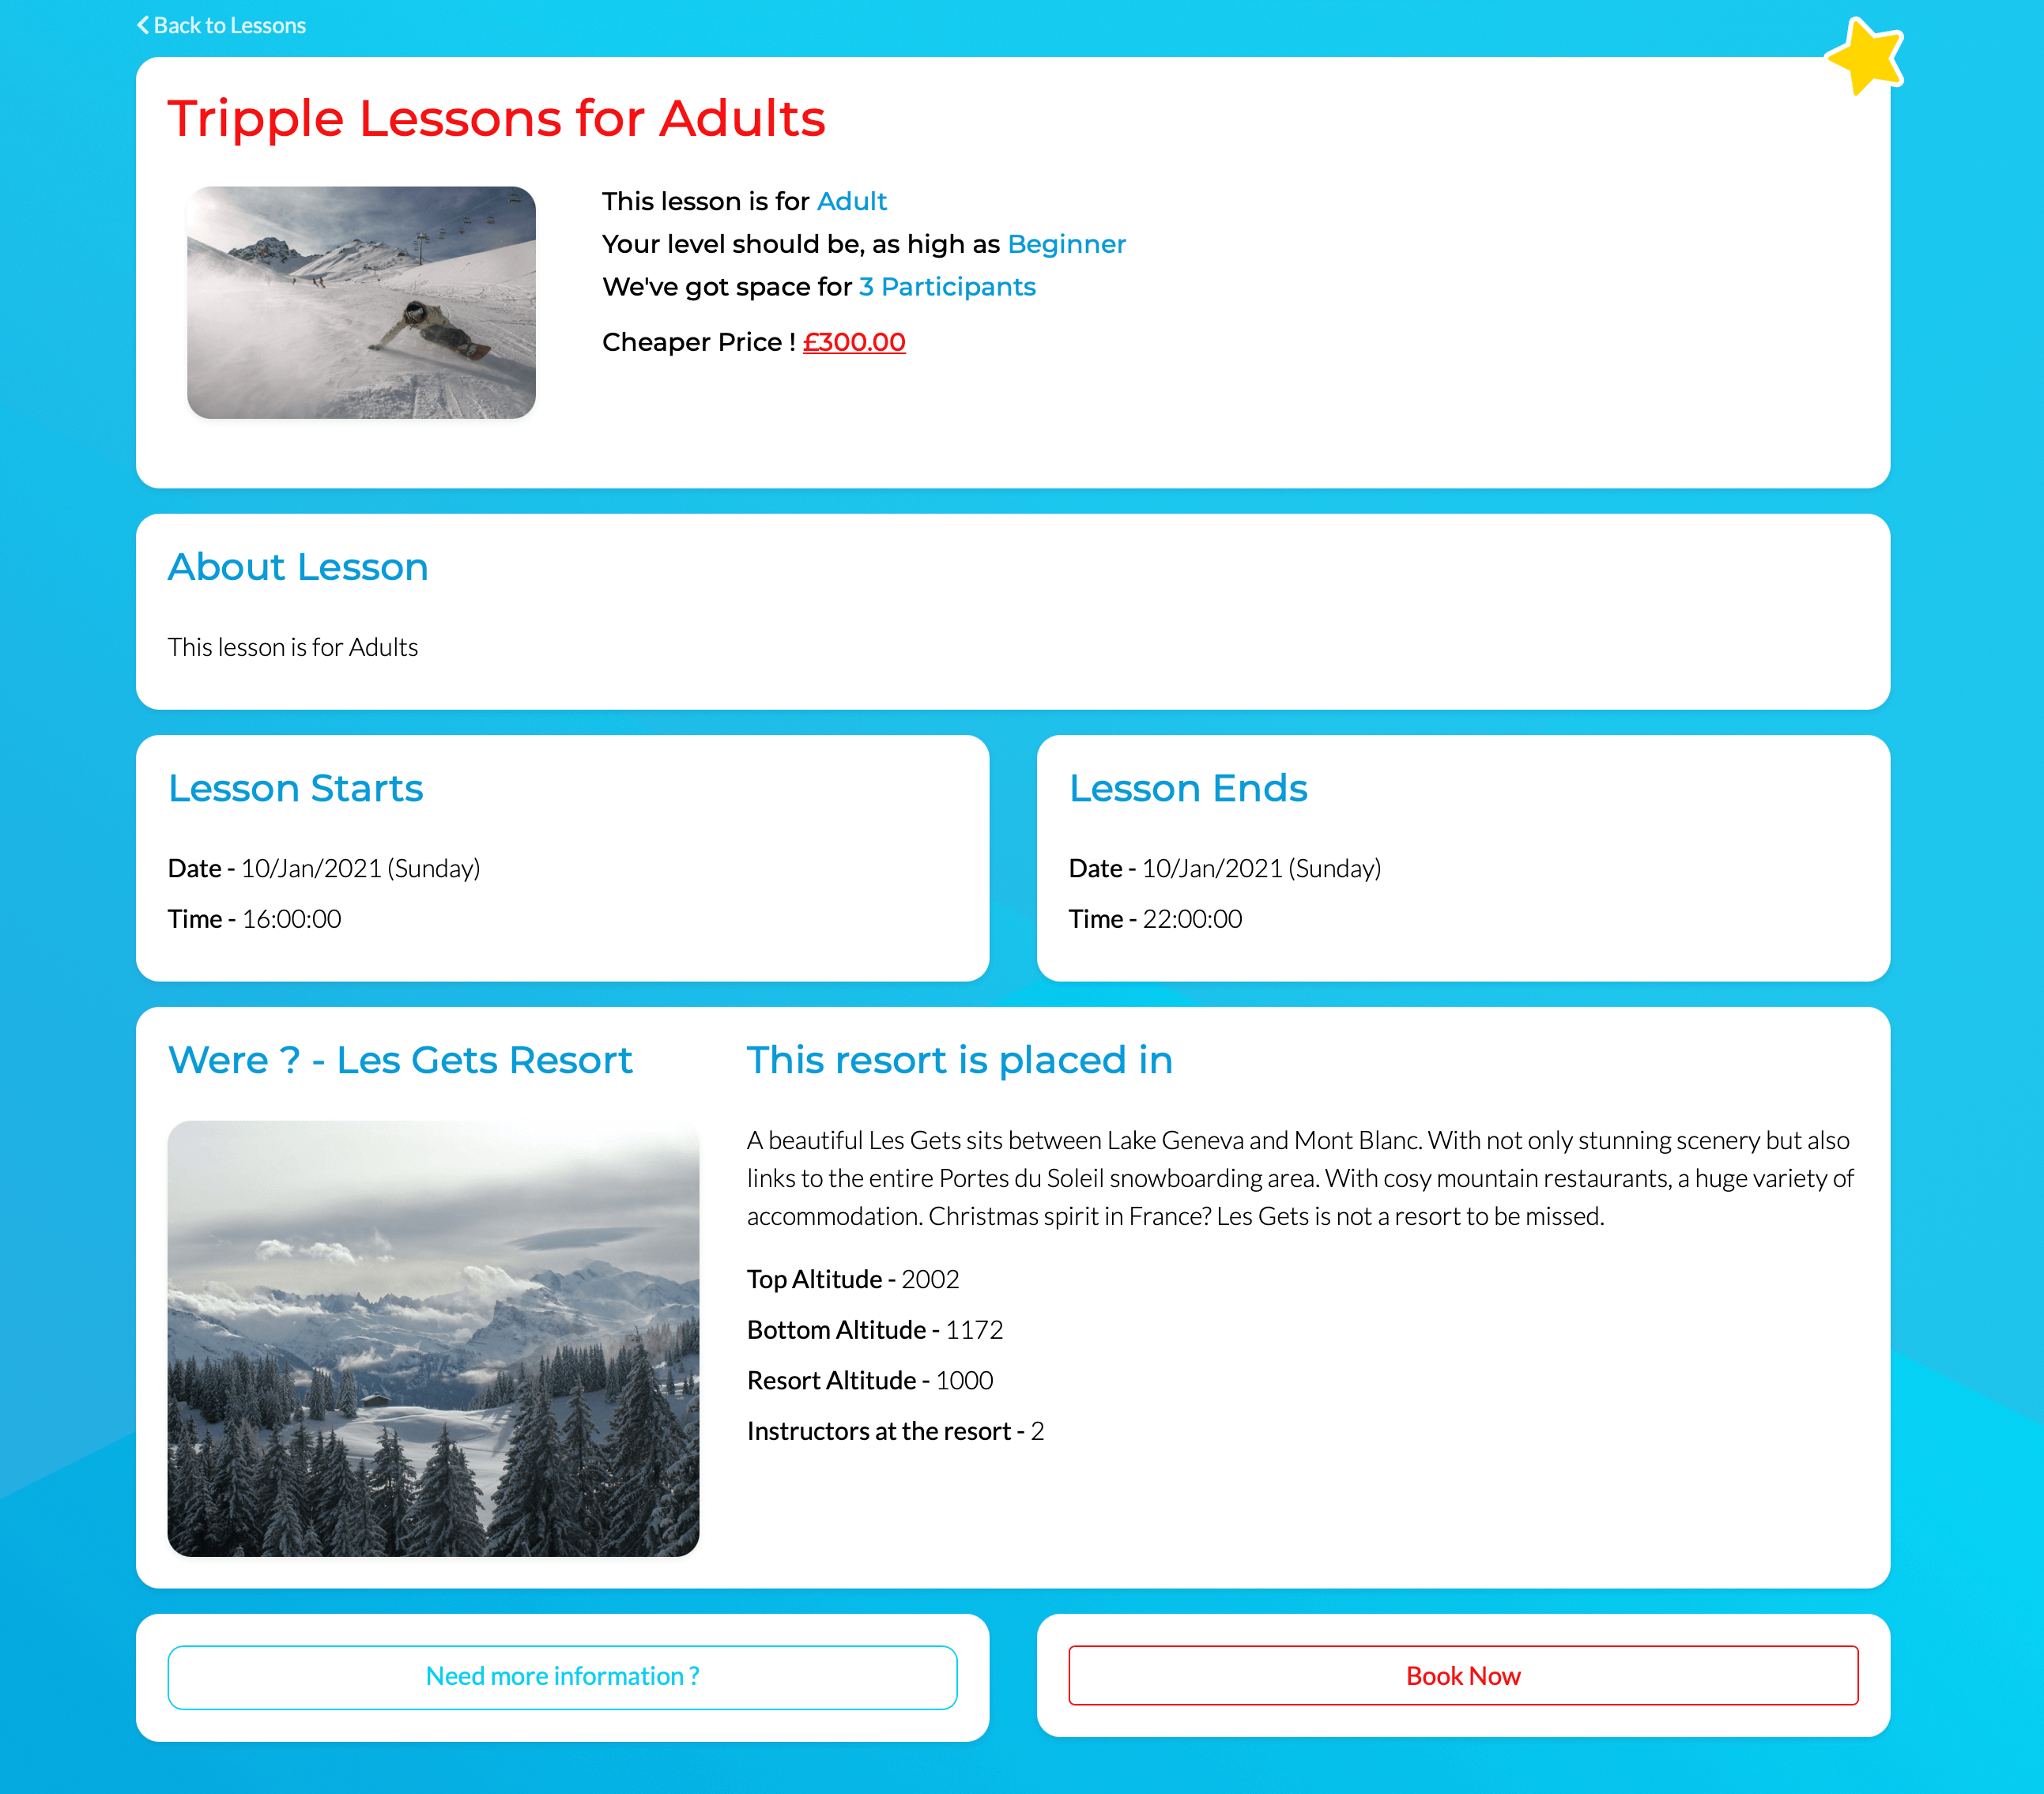 Back to Lessons
Tripple Lessons for Adults
This lesson is for Adult
Your level should be, as high as Beginner
We've got space for 3 Participants
Cheaper Price ! £300.00
About Lesson
This lesson is for Adults
Lesson Starts
Date - 10/Jan/2021 (Sunday)
Time - 16:00:00
Lesson Ends
Date - 10/Jan/2021 (Sunday)
Time - 22:00:00
Were ? - Les Gets Resort
This resort is placed in
A beautiful Les Gets sits between Lake Geneva and Mont Blanc. With not only stunning scenery but also
links to the entire Portes du Soleil snowboarding area. With cosy mountain restaurants, a huge variety of
accommodation. Christmas spirit in France? Les Gets is not a resort to be missed.
Top Altitude - 2002
Bottom Altitude - 1172
Resort Altitude - 1000
Instructors at the resort - 2
Need more information ?
Book Now